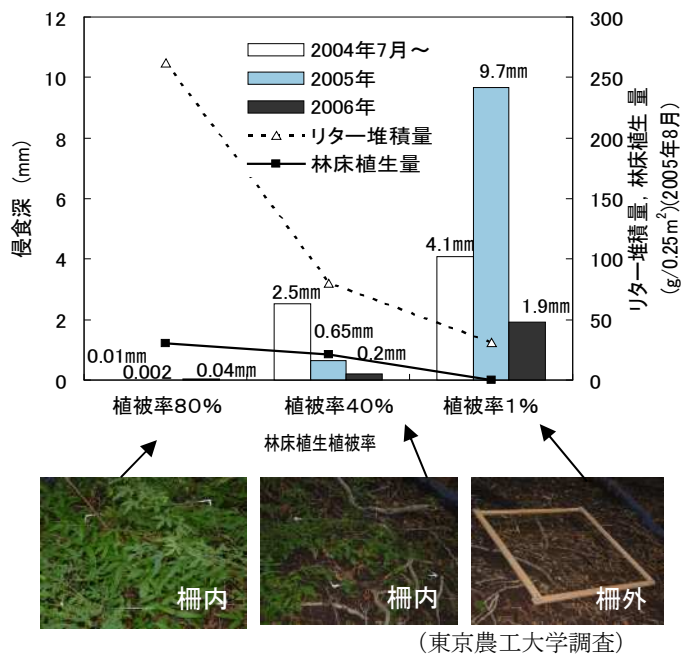 12
10
8
6
4
2
0
侵食深 (mm)
300
250
200
150
100
50
0
リター堆積量, 林床植生量
(g/0.25m²)(2005年8月)
2004年7月～
2005年
2006年
リター堆積量
林床植生量
9.7mm
4.1mm
2.5mm
1.9mm
0.65mm
0.2mm
0.01mm
0.002
0.04mm
植被率80%
植被率40%
植被率1%
林床植生植被率
柵内
柵内
柵外
(東京農工大学調査)